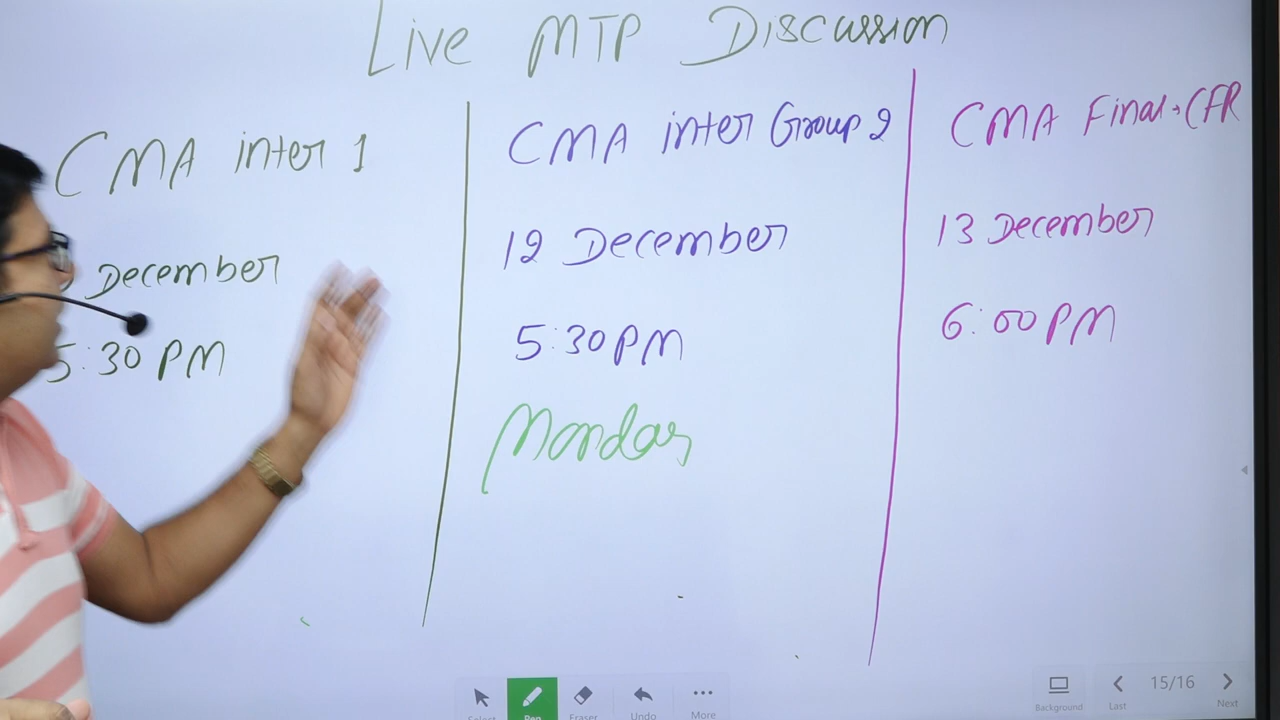 Live MTP Discussion
CMA inter 1
December
5:30 PM
CMA inter Group 2
12 December
5:30 PM
Monday
CMA Final (CFR
13 December
6:00 PM
Select
Pen
Eraser
Undo
More
Background
Last
15/16
Next